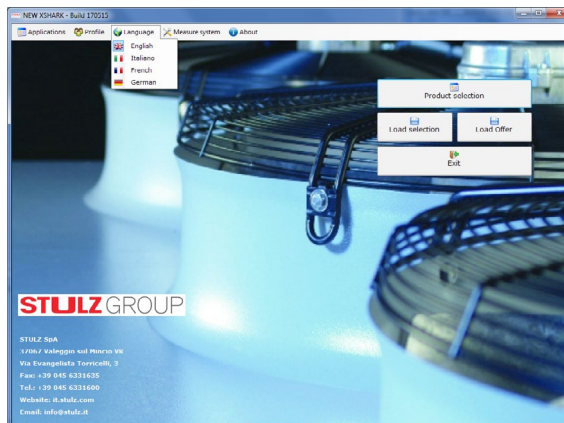 NEW XSHARK - Build 170515
Applications Profile Language Measure system About
English
Italiano
French
German
Product selection
Load selection Load Offer
Exit
STULZ GROUP
STULZ SpA
37067 Valeggio sul Mincio VR
Via Evangelista Torricelli, 3
Fax: +39 045 6331635
Tel.: +39 045 6331600
Website: it.stulz.com
Email: info@stulz.it